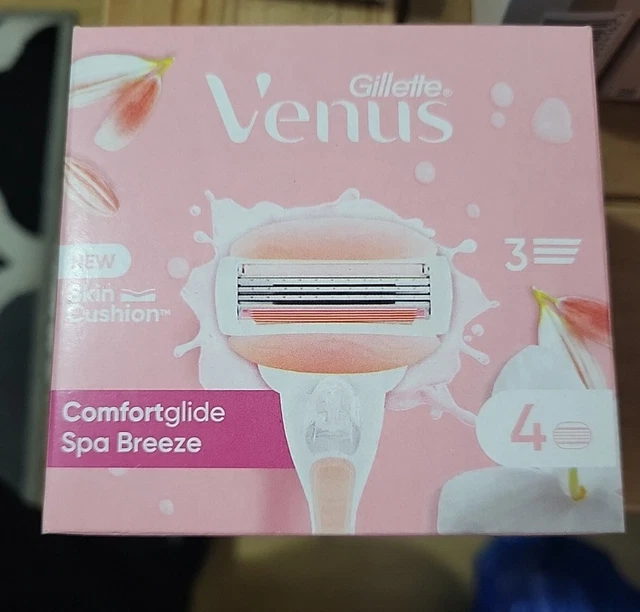 Gillette®
Venus
3
NEW
Skin
Cushion™
Comfortglide
Spa Breeze
4